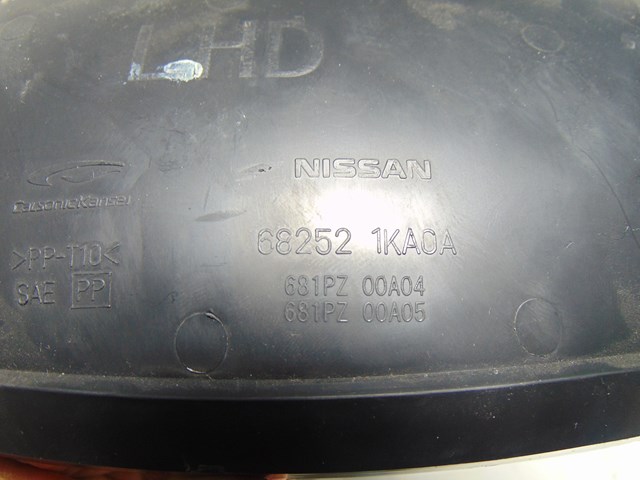 LHD
NISSAN
CalsonicKansei
68252 1KA0A
>PP-T10<
681PZ 00A04
SAE PP
681PZ 00A05